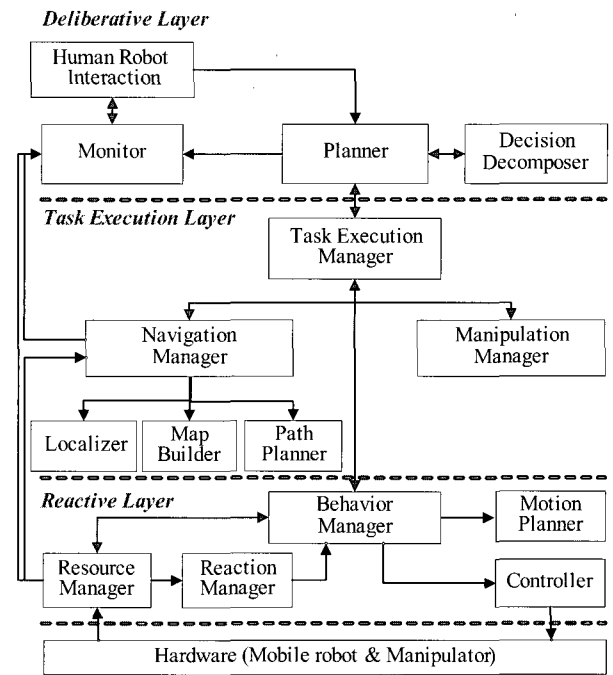 Deliberative Layer
Human Robot
Interaction
Monitor
Planner
Decision
Decomposer
Task Execution Layer
Task Execution
Manager
Navigation
Manager
Manipulation
Manager
Localizer
Map
Builder
Path
Planner
Reactive Layer
Behavior
Manager
Motion
Planner
Resource
Manager
Reaction
Manager
Controller
Hardware (Mobile robot & Manipulator)